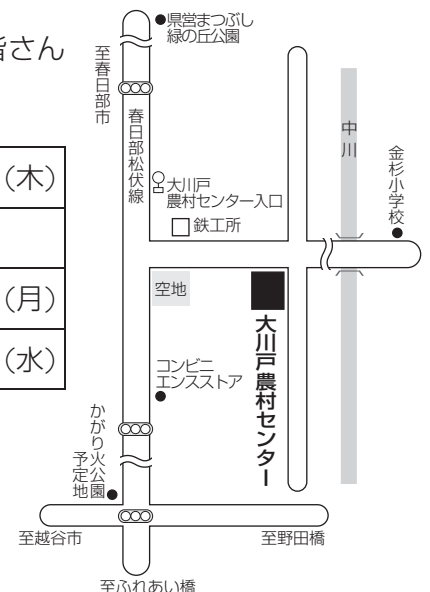 皆さん
(木)
(月)
(水)
県営まつぶし
緑の丘公園
至春日部市
春日部松伏線
中川
金杉小学校
大川戸
農村センター入口
鉄工所
空地
大川戸農村センター
コンビニ
エンスストア
かがり火公園
予定地
至越谷市
至野田橋
至ふれあい橋